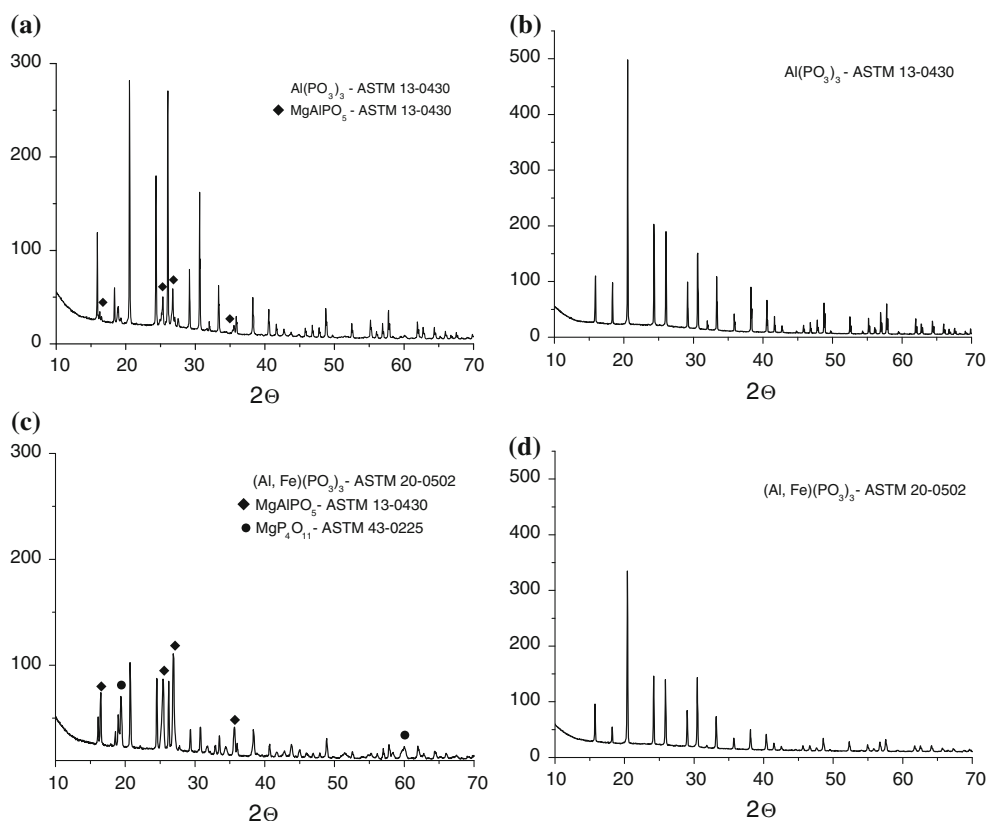 (a)
300
200
100
0
10 20 30 40 50 60 70
2Θ
Al(PO₃)₃ - ASTM 13-0430
◆ MgAlPO₅ - ASTM 13-0430
(b)
500
400
300
200
100
0
10 20 30 40 50 60 70
2Θ
Al(PO₃)₃ - ASTM 13-0430
(c)
300
200
100
10 20 30 40 50 60 70
2Θ
(Al, Fe)(PO₃)₃- ASTM 20-0502
◆ MgAlPO₅- ASTM 13-0430
● MgP₄O₁₁- ASTM 43-0225
(d)
500
400
300
200
100
0
10 20 30 40 50 60 70
2Θ
(Al, Fe)(PO₃)₃ - ASTM 20-0502